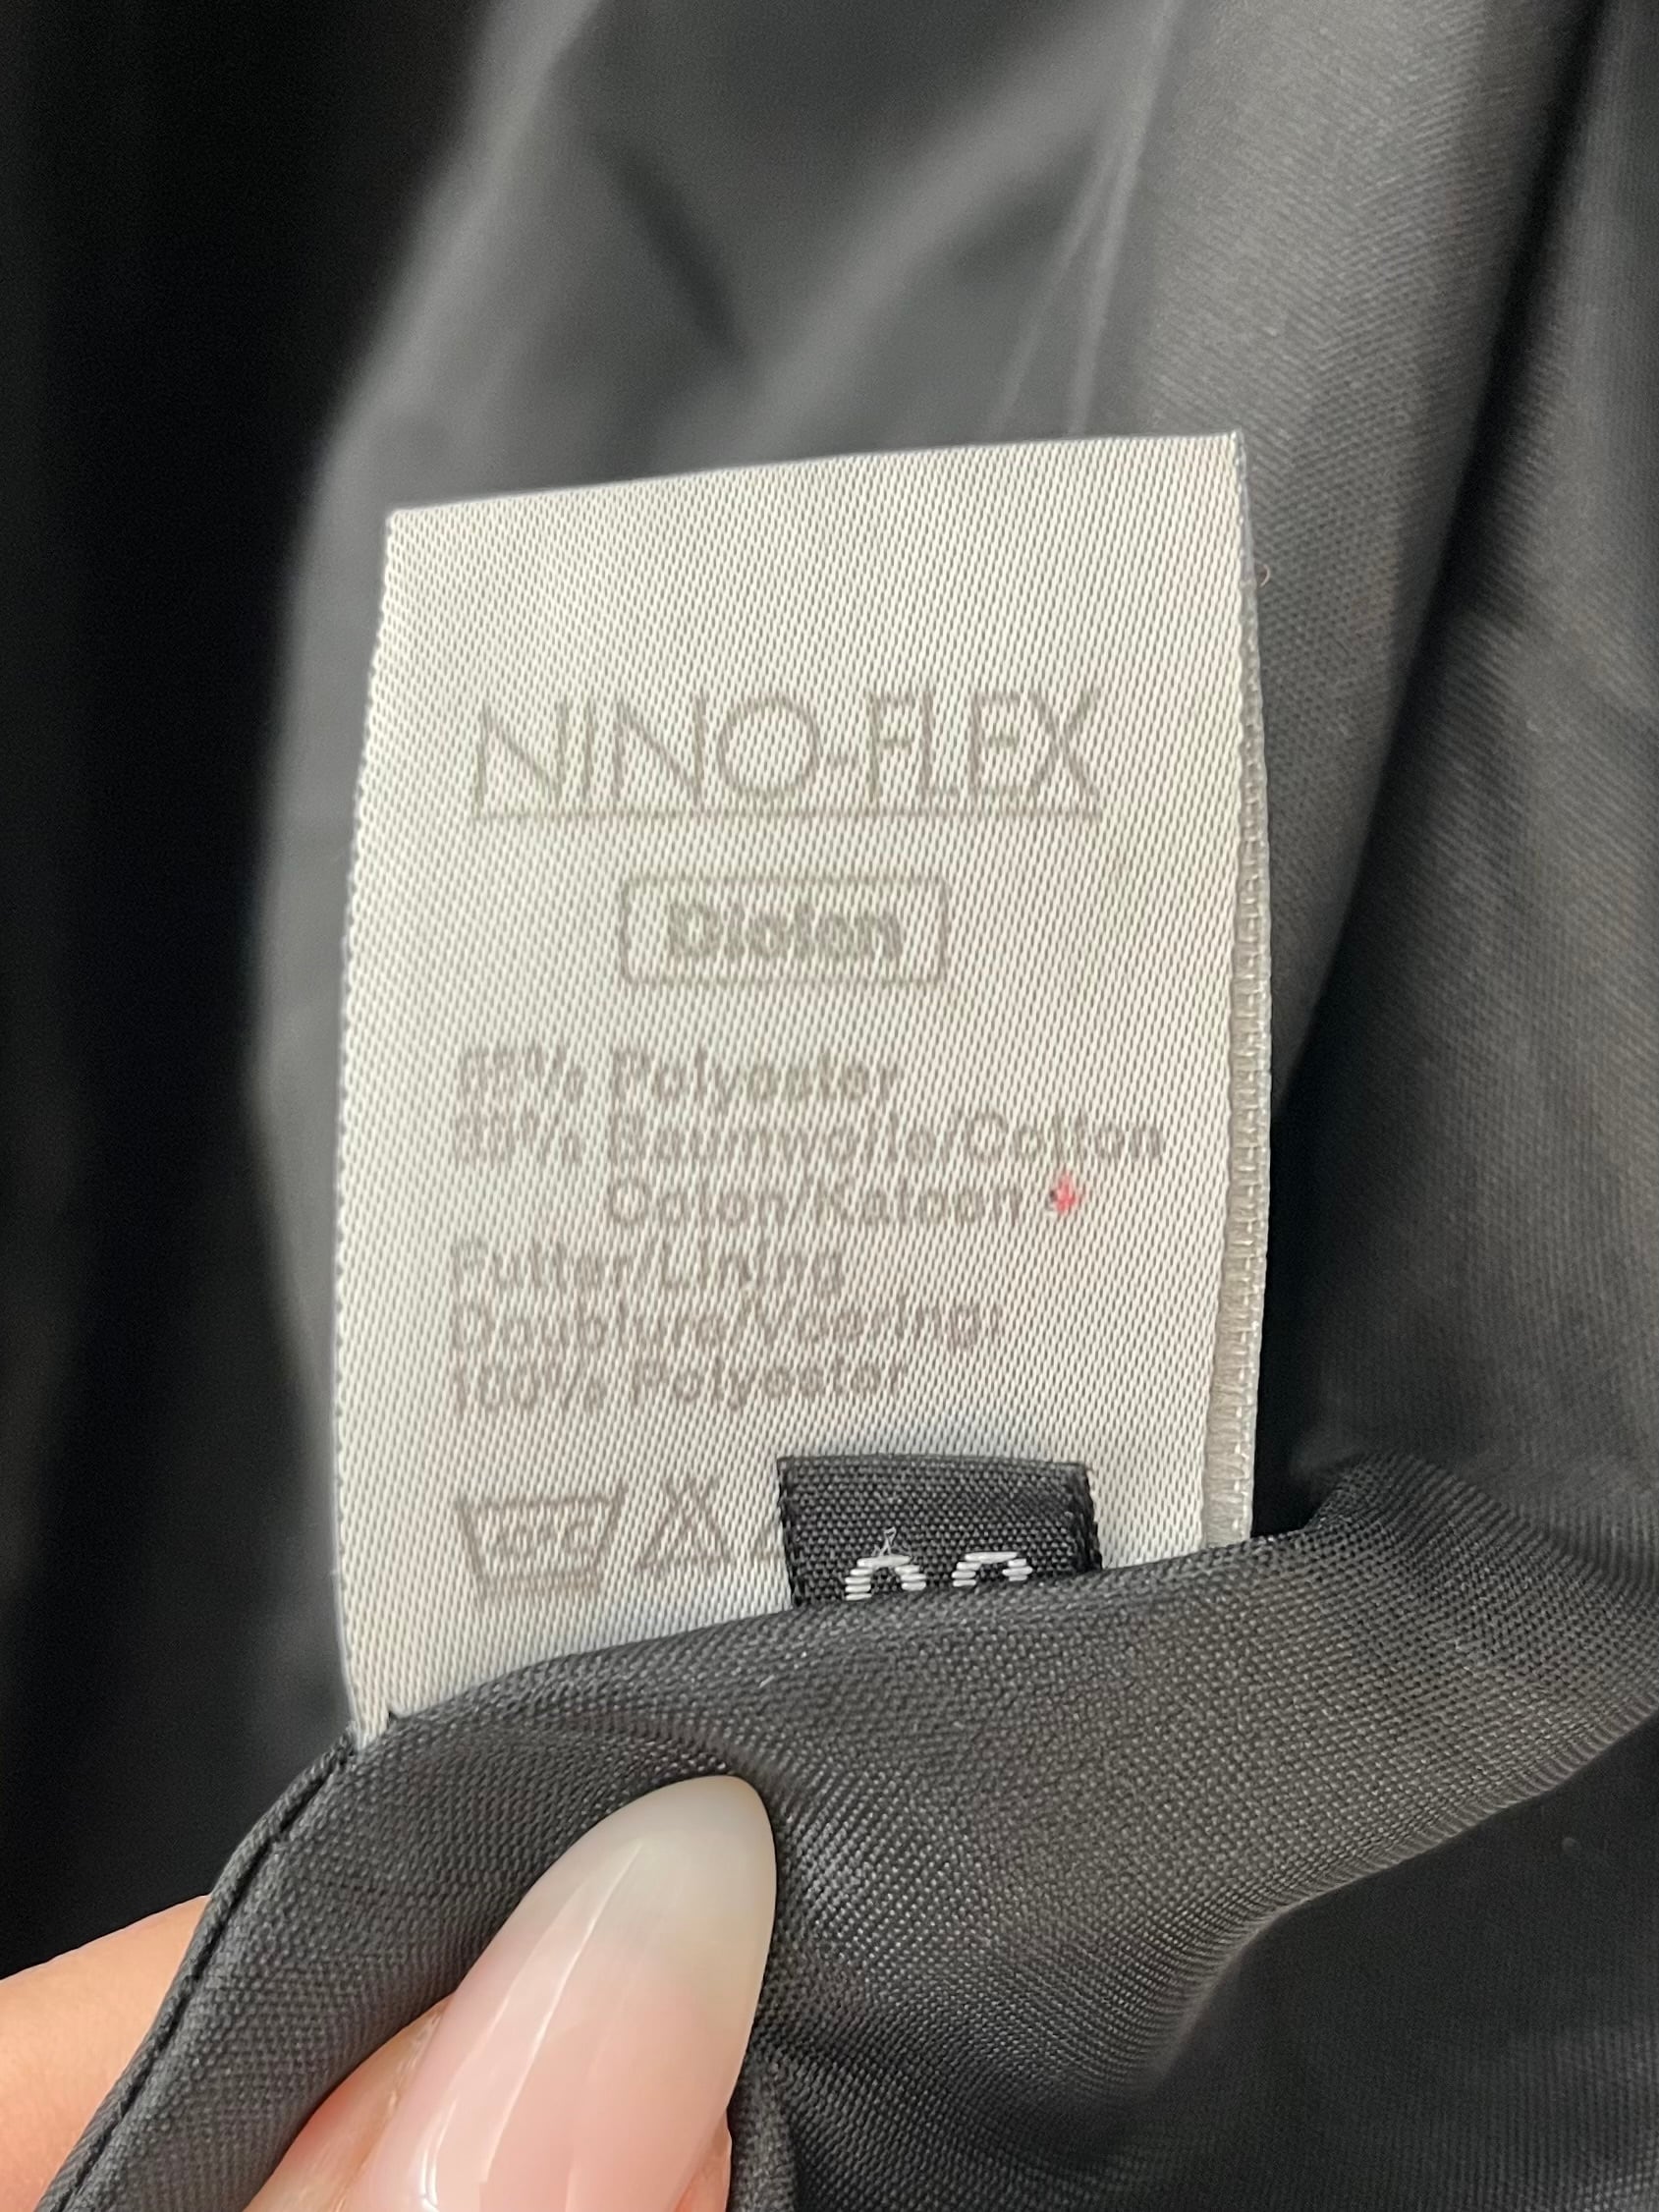 NINO-FLEX
Diolen
% Polyester
% Baumwolle/Cotton
Coton/Katoen
Futter/Lining
Doublure/Voering:
100% Polyester